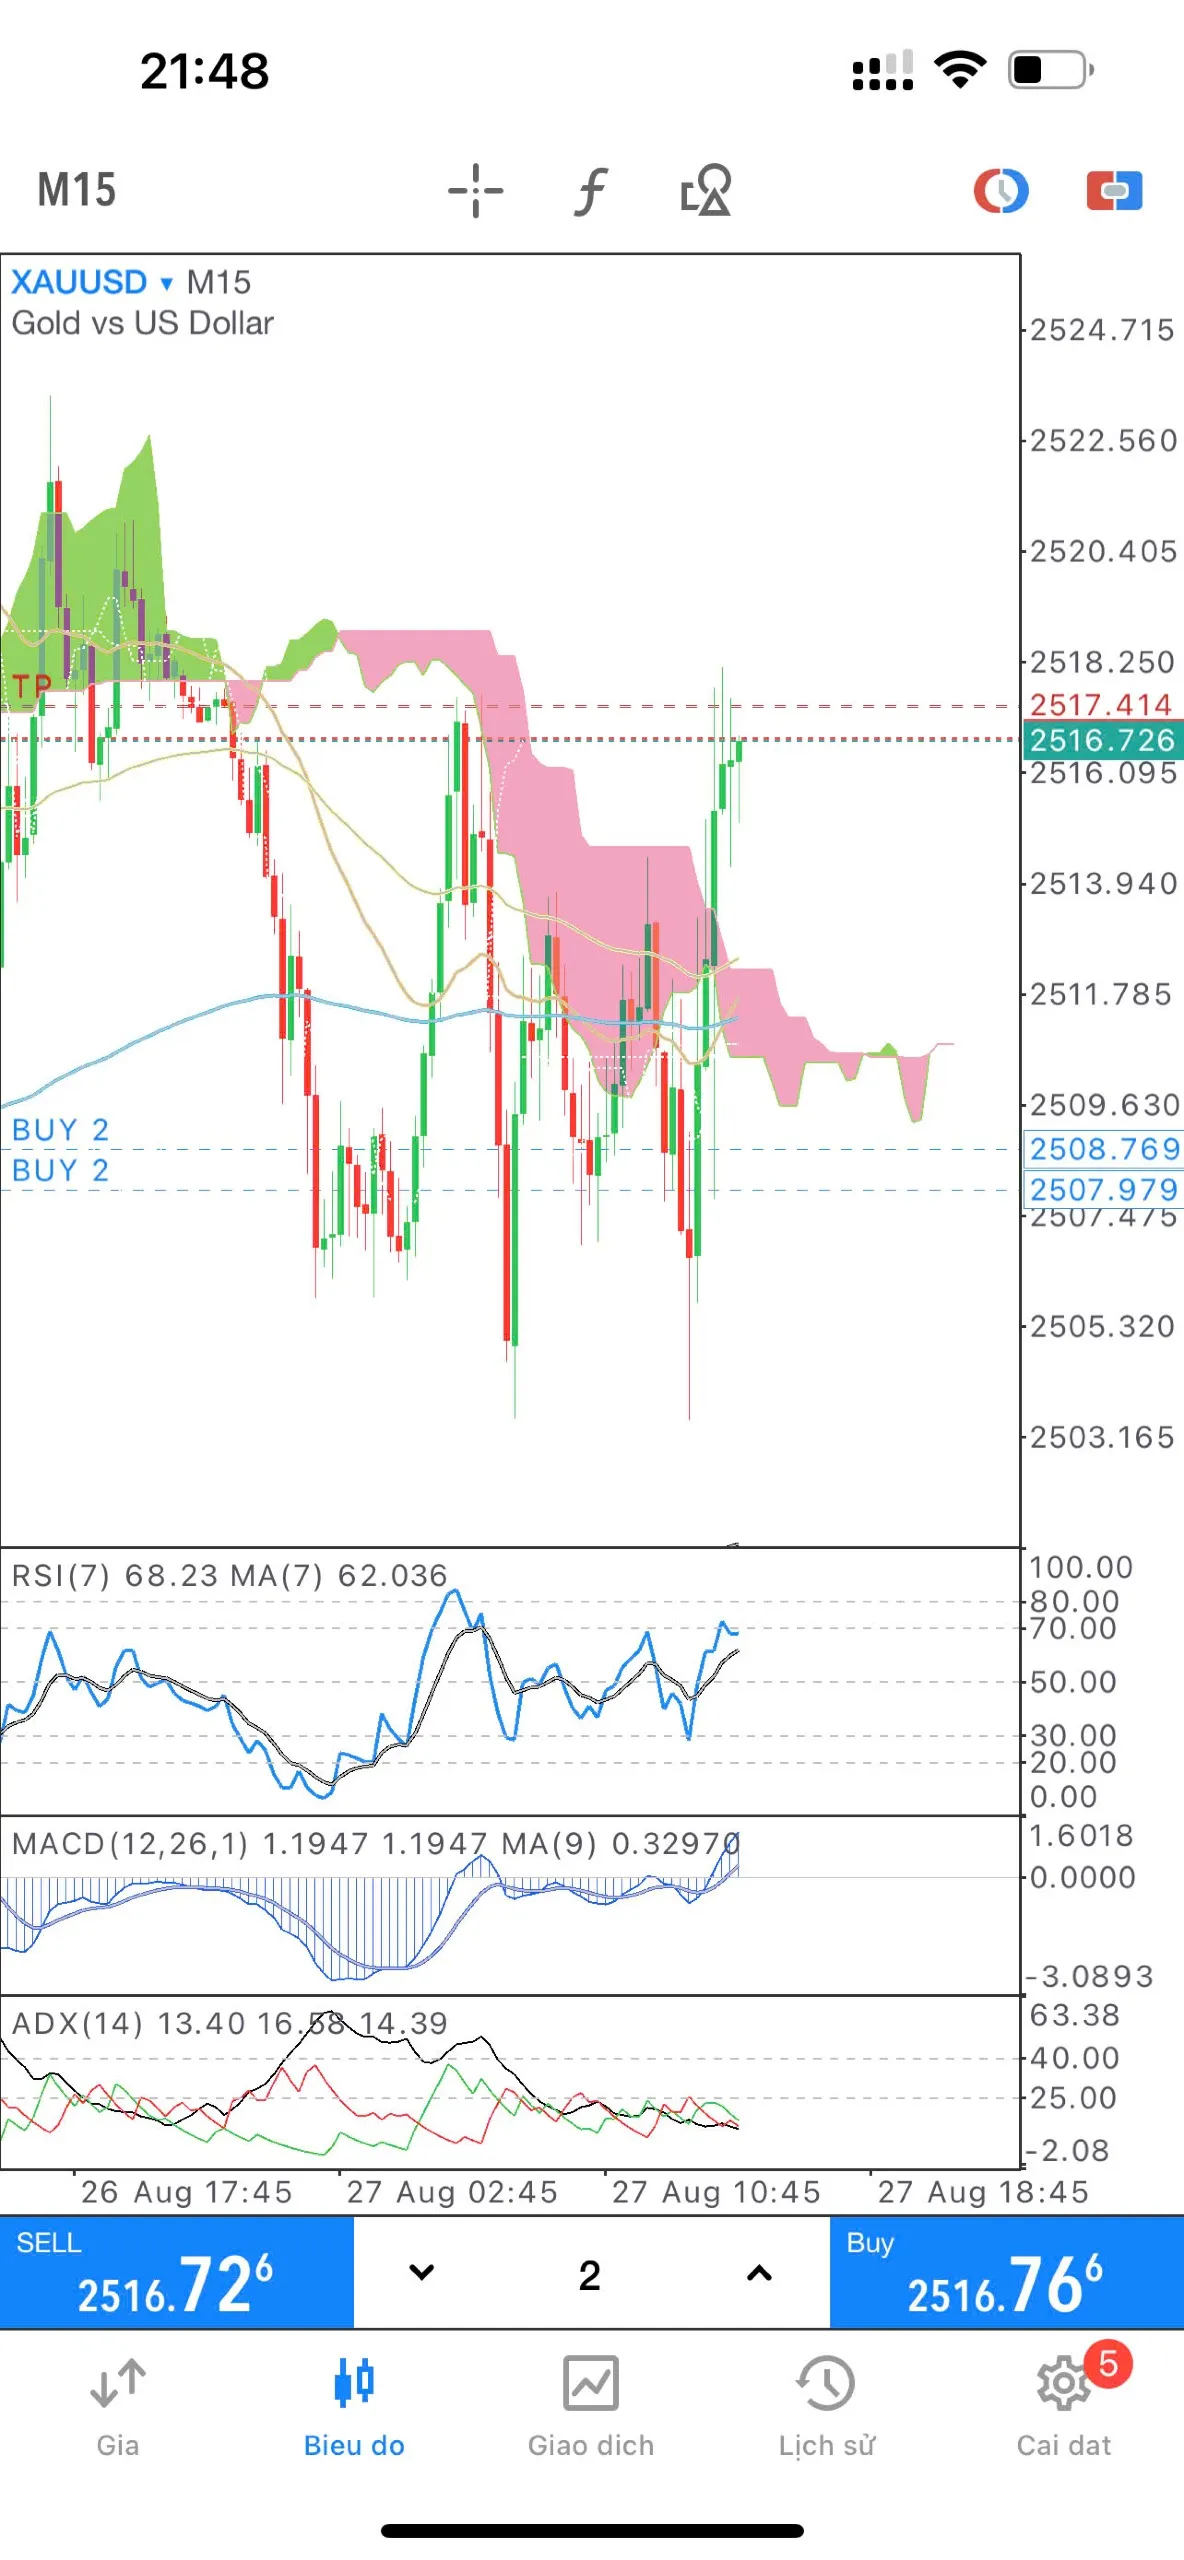 21:48
M15
XAUUSD ▾ M15
Gold vs US Dollar
2524.715
2522.560
2520.405
2518.250
TP
2517.414
2516.726
2516.095
2513.940
2511.785
2509.630
BUY 2
2508.769
BUY 2
2507.979
2507.475
2505.320
2503.165
RSI(7) 68.23 MA(7) 62.036
100.00
80.00
70.00
50.00
30.00
20.00
0.00
MACD(12,26,1) 1.1947 1.1947 MA(9) 0.32970
1.6018
0.0000
-3.0893
ADX(14) 13.40 16.58 14.39
63.38
40.00
25.00
-2.08
26 Aug 17:45
27 Aug 02:45
27 Aug 10:45
27 Aug 18:45
SELL
2516.726
2
Buy
2516.766
5
Gia
Bieu do
Giao dich
Lịch sử
Cai dat